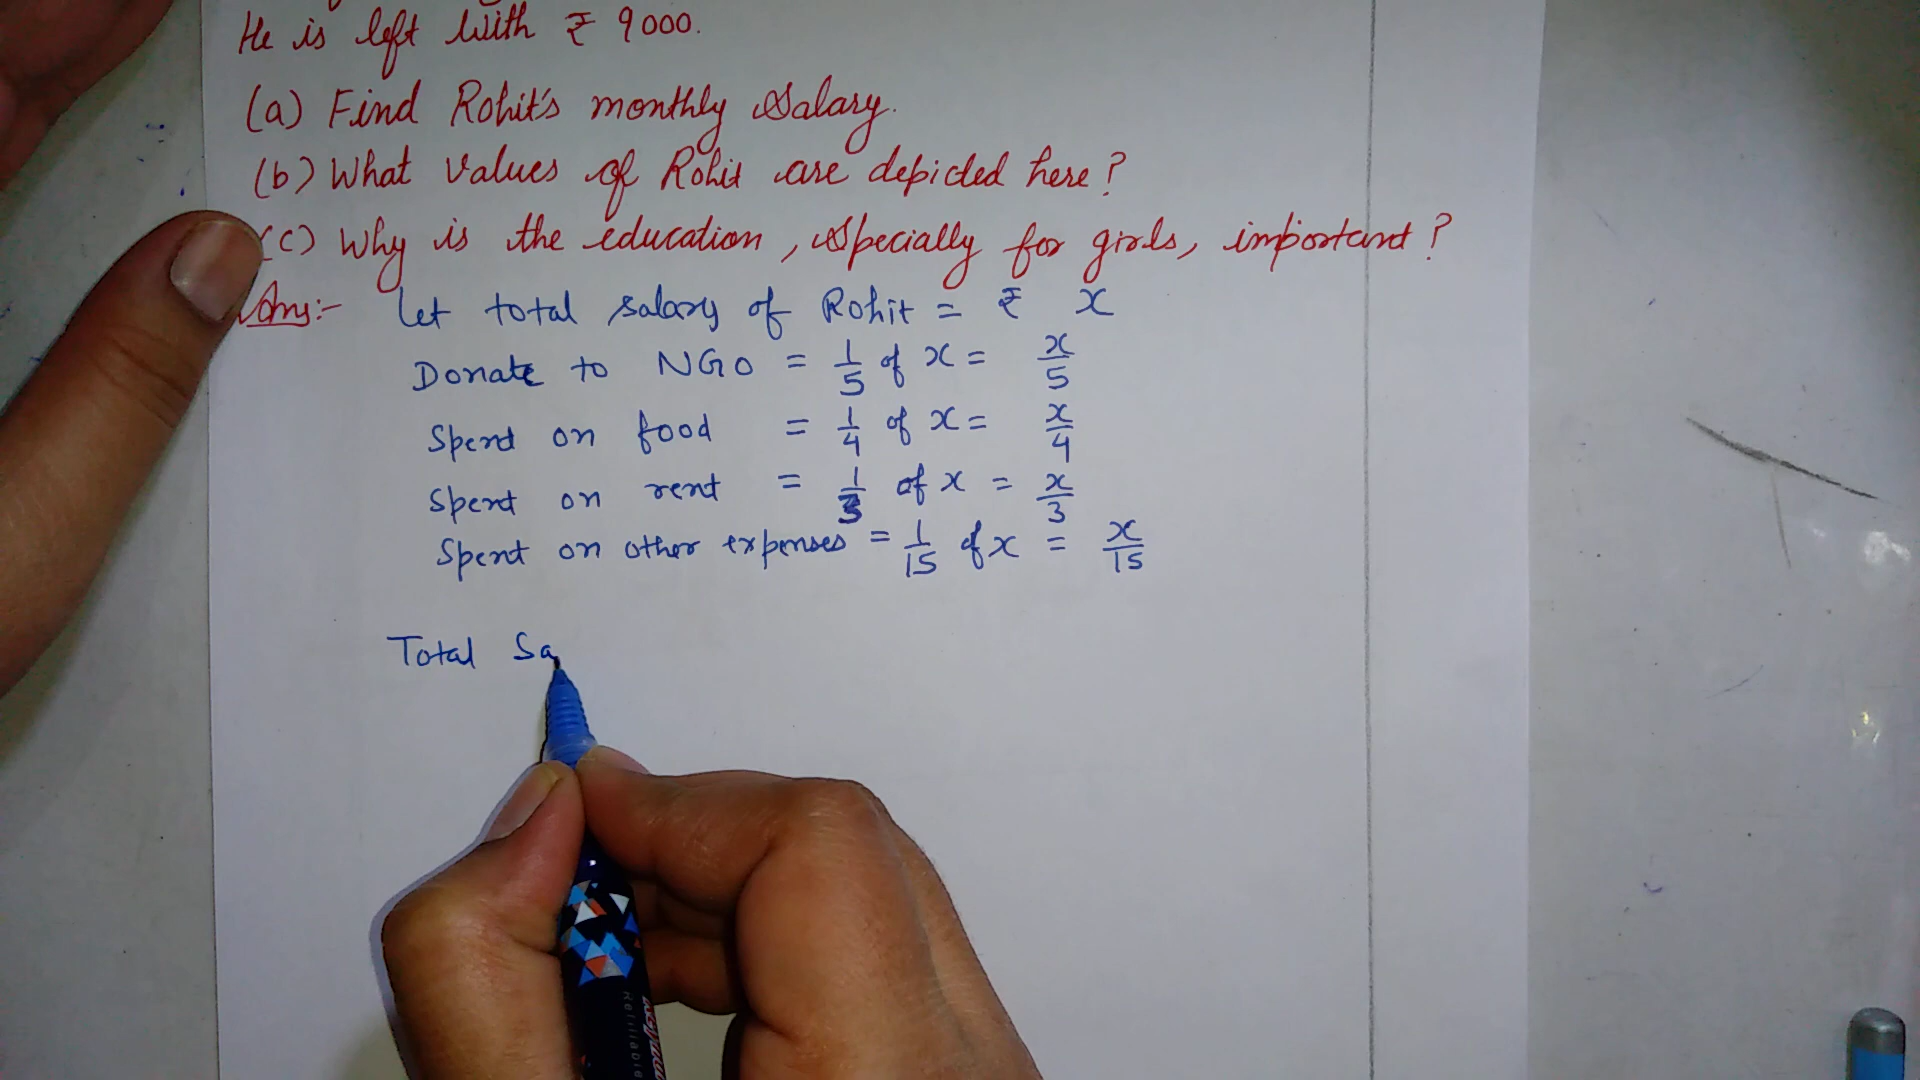 He is left with ₹ 9000.
(a) Find Rohit's monthly Salary.
(b) What values of Rohit are depicted here?
(c) Why is the education, especially for girls, important?
Ans:- Let total salary of Rohit = ₹ x
Donate to NGO = 1/5 of x = x/5
Spent on food = 1/4 of x = x/4
Spent on rent = 1/3 of x = x/3
Spent on other expenses = 1/15 of x = x/15
Total Sa